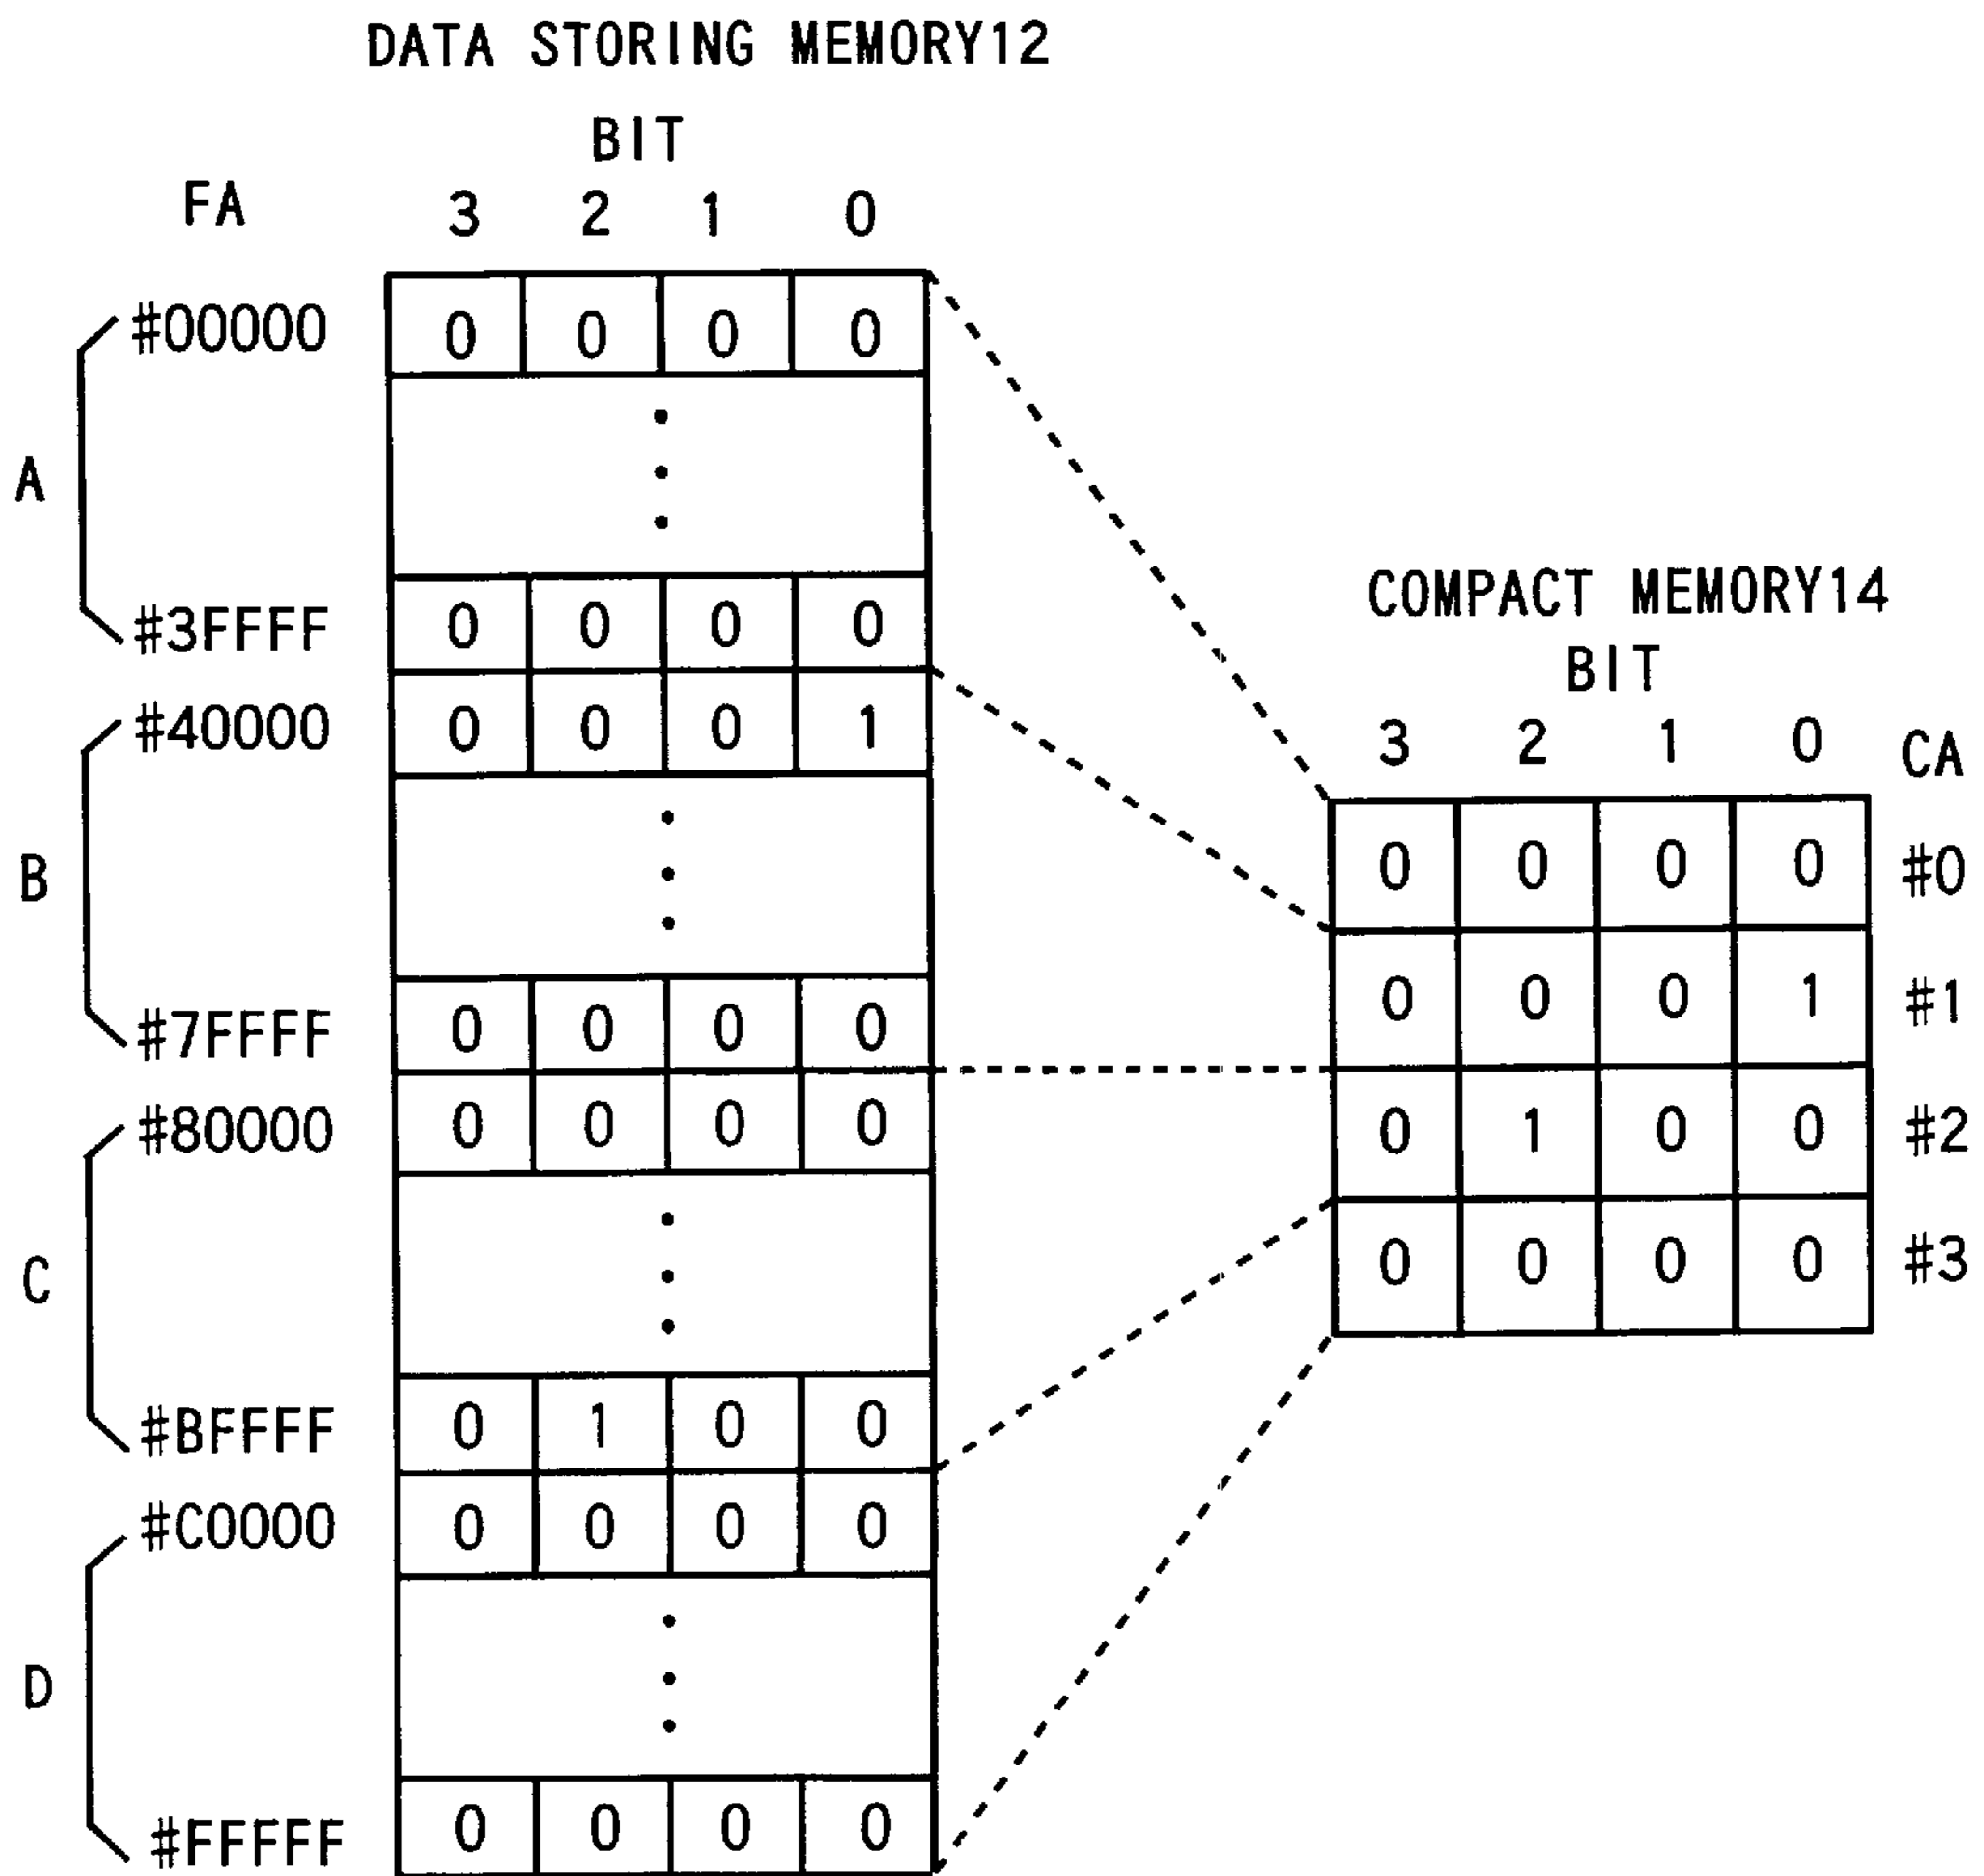 DATA STORING MEMORY12
BIT
FA 3 2 1 0
#00000 0 0 0 0
A
#3FFFF 0 0 0 0
#40000 0 0 0 1
B
#7FFFF 0 0 0 0
#80000 0 0 0 0
C
#BFFFF 0 1 0 0
#C0000 0 0 0 0
D
#FFFFF 0 0 0 0
COMPACT MEMORY14
BIT
3 2 1 0 CA
0 0 0 0 #0
0 0 0 1 #1
0 1 0 0 #2
0 0 0 0 #3